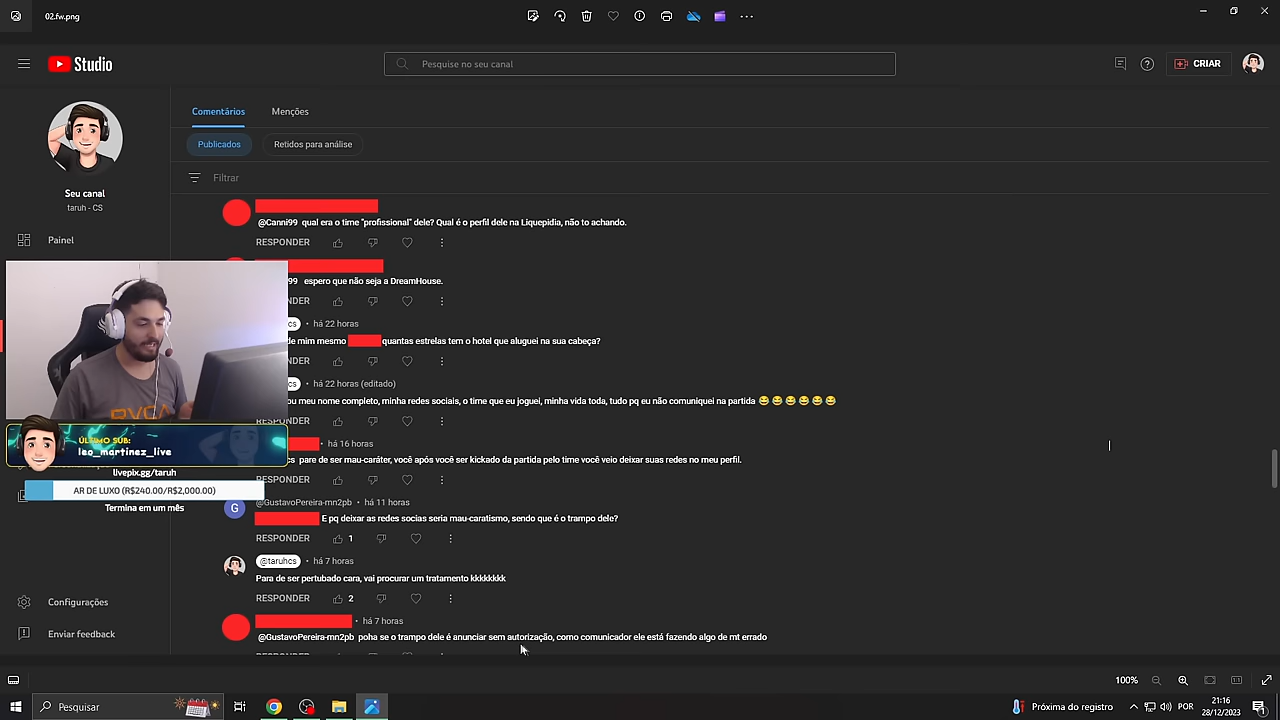 02.fw.png
Studio
Pesquise no seu canal
CRIAR
Seu canal
taruh - CS
Painel
Comentários
Menções
Publicados
Retidos para análise
Filtrar
@Canni99 qual era o time "profissional" dele? Qual é o perfil dele na Liquepidia, não to achando.
RESPONDER
99 espero que não seja a DreamHouse.
NDER
cs • há 22 horas
de mim mesmo quantas estrelas tem o hotel que aluguei na sua cabeça?
NDER
cs • há 22 horas (editado)
ou meu nome completo, minha redes sociais, o time que eu joguei, minha vida toda, tudo pq eu não comuniquei na partida 😂😂😂😂😂😂
RESPONDER
• há 16 horas
cs pare de ser mau-caráter, você após você ser kickado da partida pelo time você veio deixar suas redes no meu perfil.
RESPONDER
G
@GustavoPereira-mn2pb • há 11 horas
E pq deixar as redes socias seria mau-caratismo, sendo que é o trampo dele?
RESPONDER 1
@taruhcs • há 7 horas
Para de ser pertubado cara, vai procurar um tratamento kkkkkkkk
RESPONDER 2
• há 7 horas
@GustavoPereira-mn2pb poha se o trampo dele é anunciar sem autorização, como comunicador ele está fazendo algo de mt errado
RVCA
ÚLTIMO SUB:
leo_martinez_live
livepix.gg/taruh
AR DE LUXO (R$240.00/R$2,000.00)
Termina em um mês
Configurações
Enviar feedback
100%
Pesquisar
Próxima do registro
POR
21:16
28/12/2023